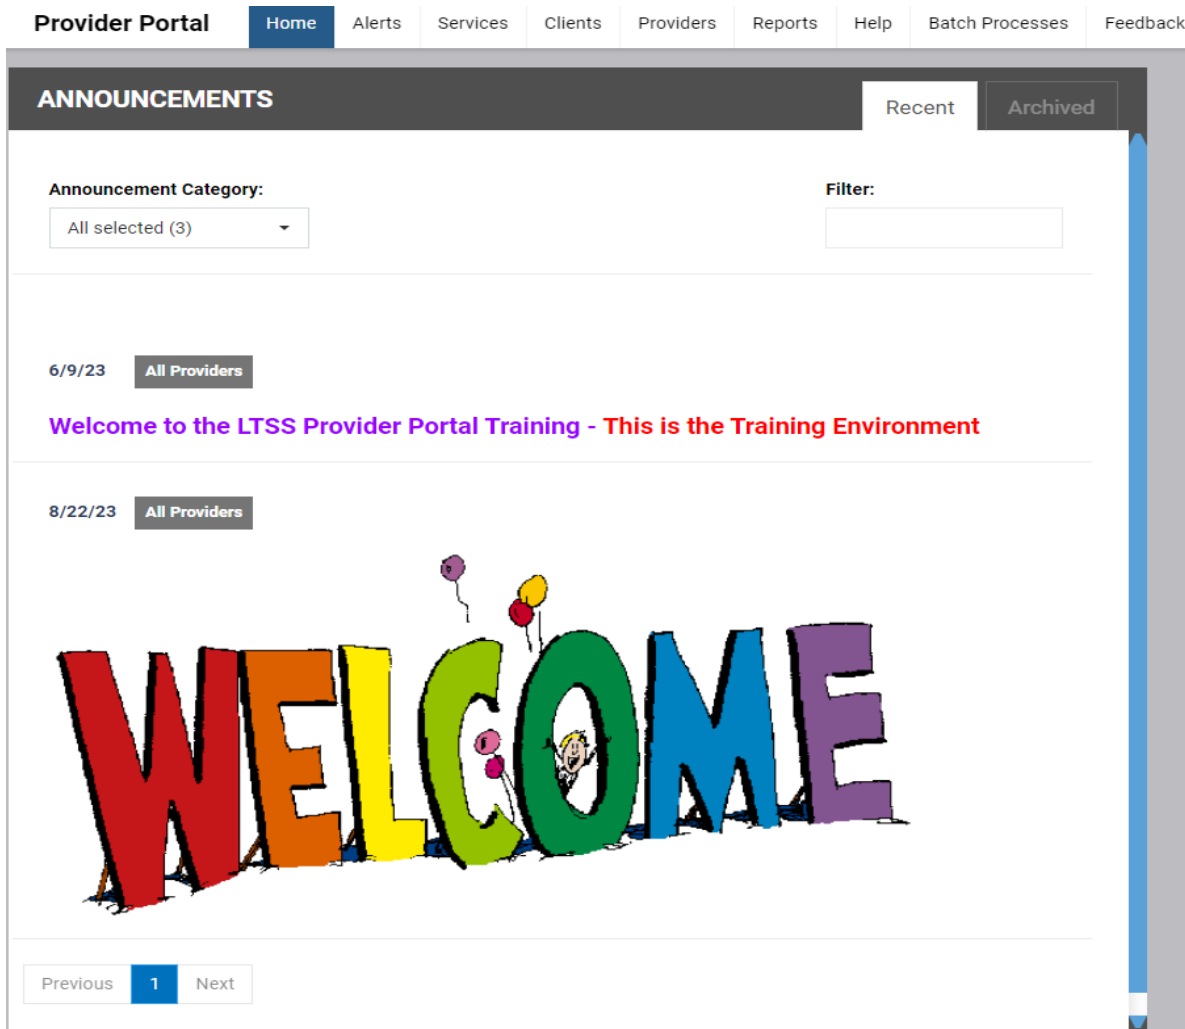 Provider Portal Home Alerts Services Clients Providers Reports Help Batch Processes Feedback
ANNOUNCEMENTS Recent Archived
Announcement Category: Filter:
All selected (3)
6/9/23 All Providers
Welcome to the LTSS Provider Portal Training - This is the Training Environment
8/22/23 All Providers
WELCOME
Previous 1 Next